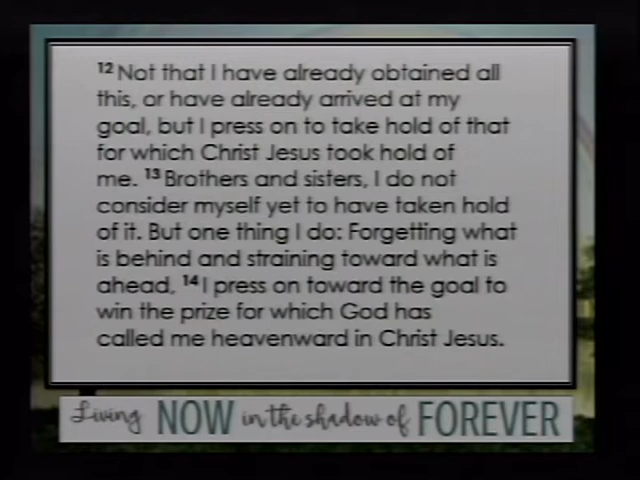 12 Not that I have already obtained all
this, or have already arrived at my
goal, but I press on to take hold of that
for which Christ Jesus took hold of
me. 13 Brothers and sisters, I do not
consider myself yet to have taken hold
of it. But one thing I do: Forgetting what
is behind and straining toward what is
ahead, 14 I press on toward the goal to
win the prize for which God has
called me heavenward in Christ Jesus.
Living NOW in the shadow of FOREVER